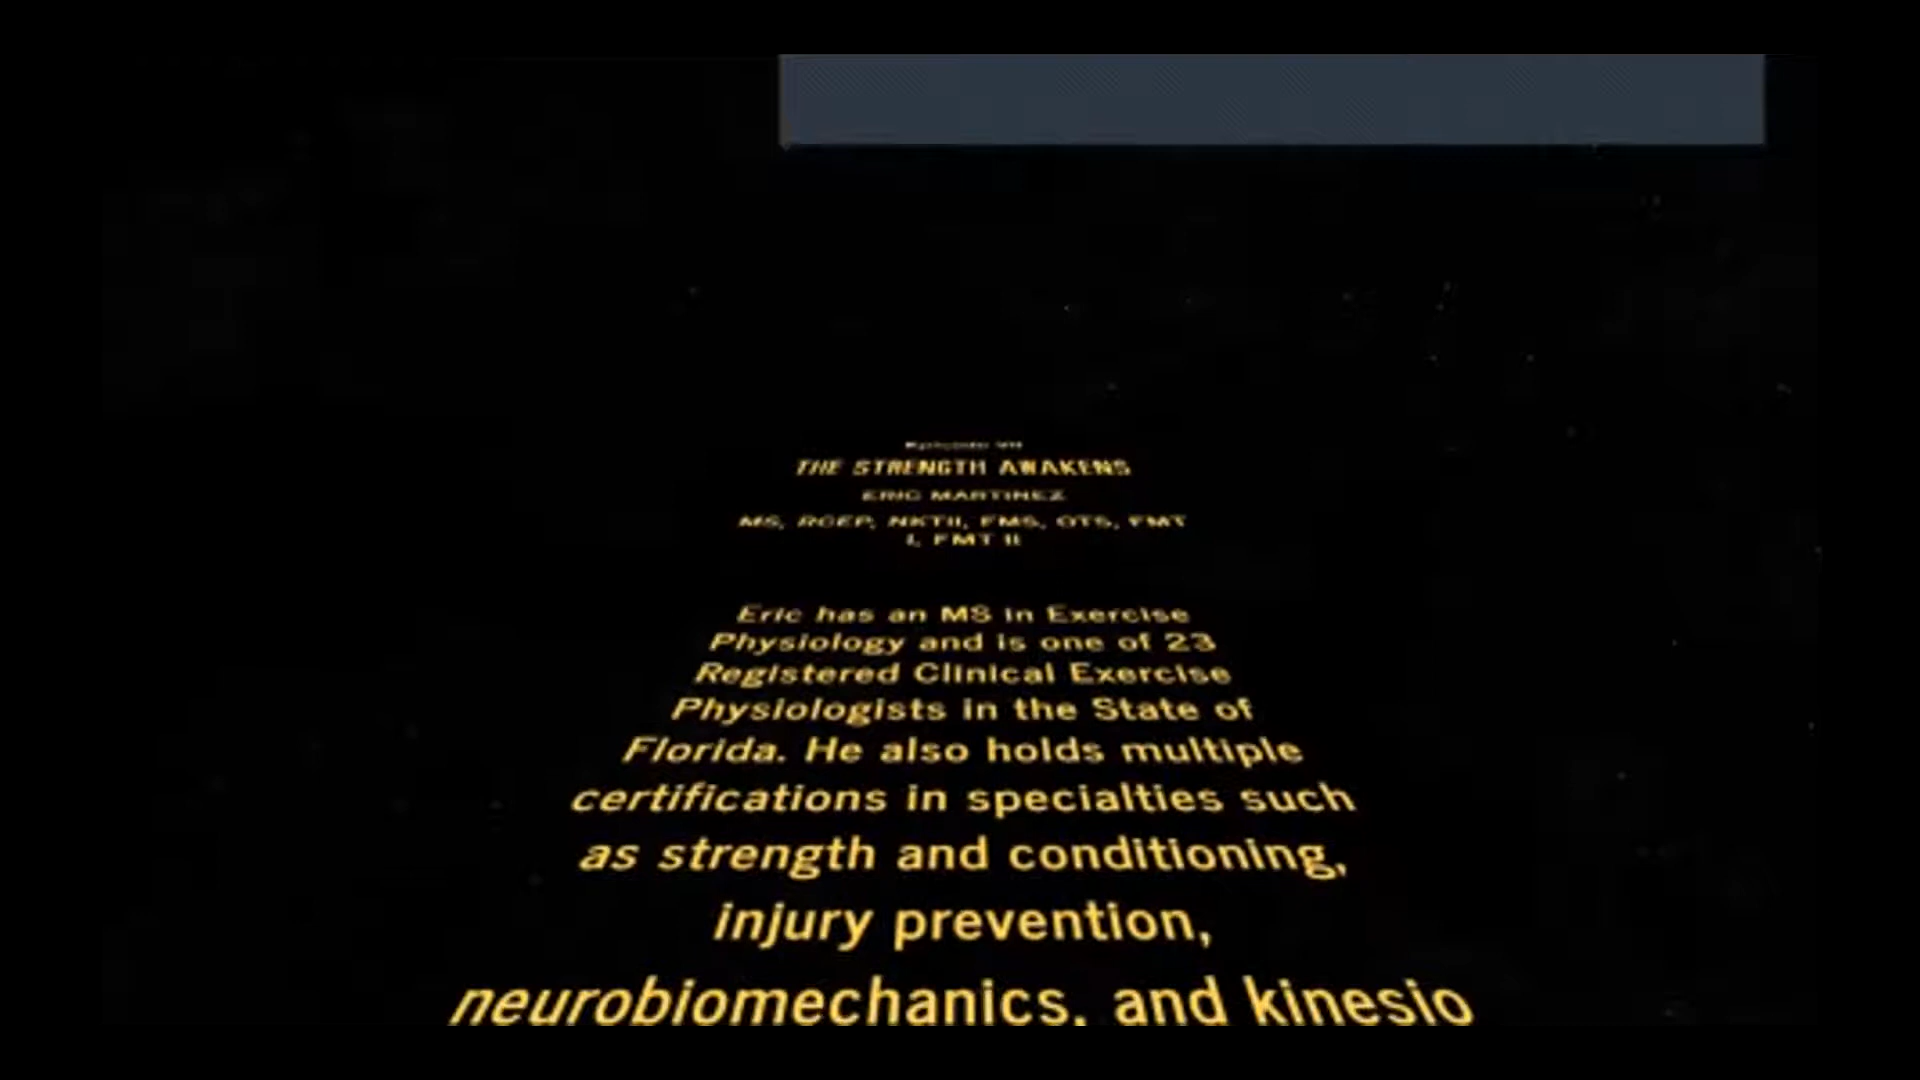 Episode VII
THE STRENGTH AWAKENS
ERIC MARTINEZ
MS, RCEP, NKTII, FMS, OTS, FMT
I, FMT II
Eric has an MS in Exercise
Physiology and is one of 23
Registered Clinical Exercise
Physiologists in the State of
Florida. He also holds multiple
certifications in specialties such
as strength and conditioning,
injury prevention,
neurobiomechanics, and kinesio